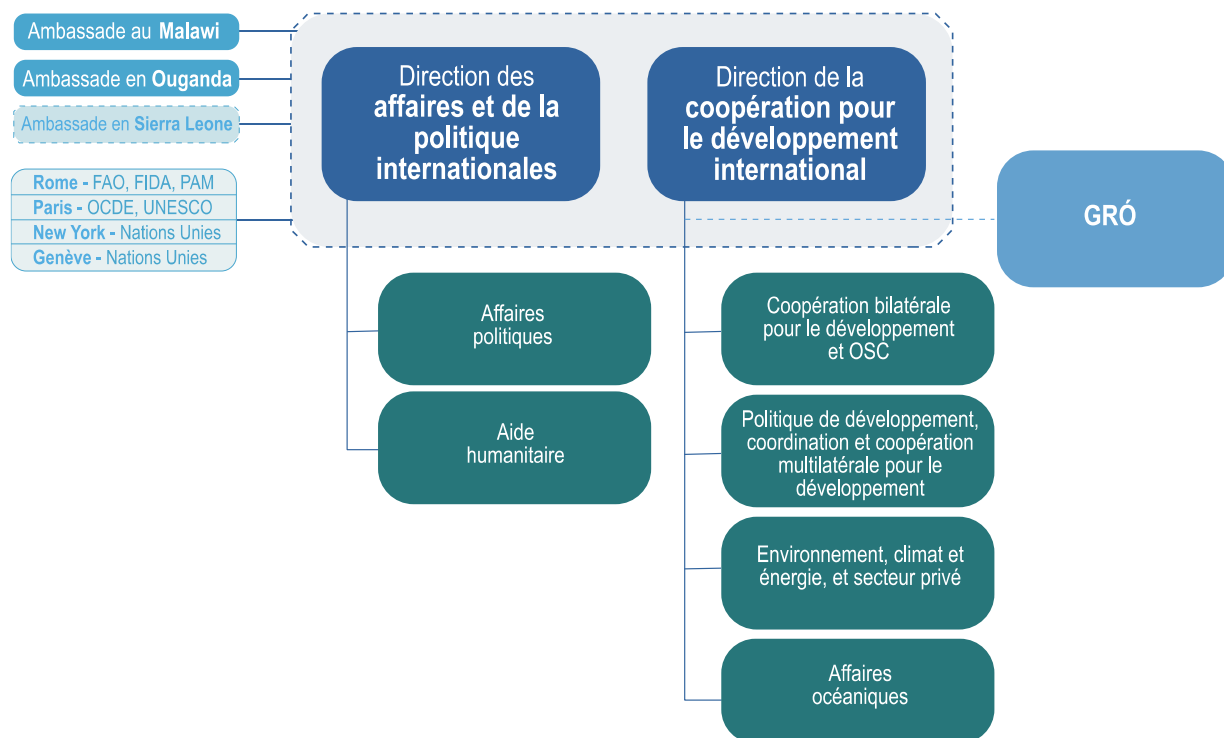 Ambassade au Malawi
Ambassade en Ouganda
Ambassade en Sierra Leone
Rome - FAO, FIDA, PAM
Paris - OCDE, UNESCO
New York - Nations Unies
Genève - Nations Unies
Direction des
affaires et de la
politique
internationales
Direction de la
coopération pour
le développement
international
GRÓ
Affaires
politiques
Aide
humanitaire
Coopération bilatérale
pour le développement
et OSC
Politique de développement,
coordination et coopération
multilatérale pour le
développement
Environnement, climat et
énergie, et secteur privé
Affaires
océaniques